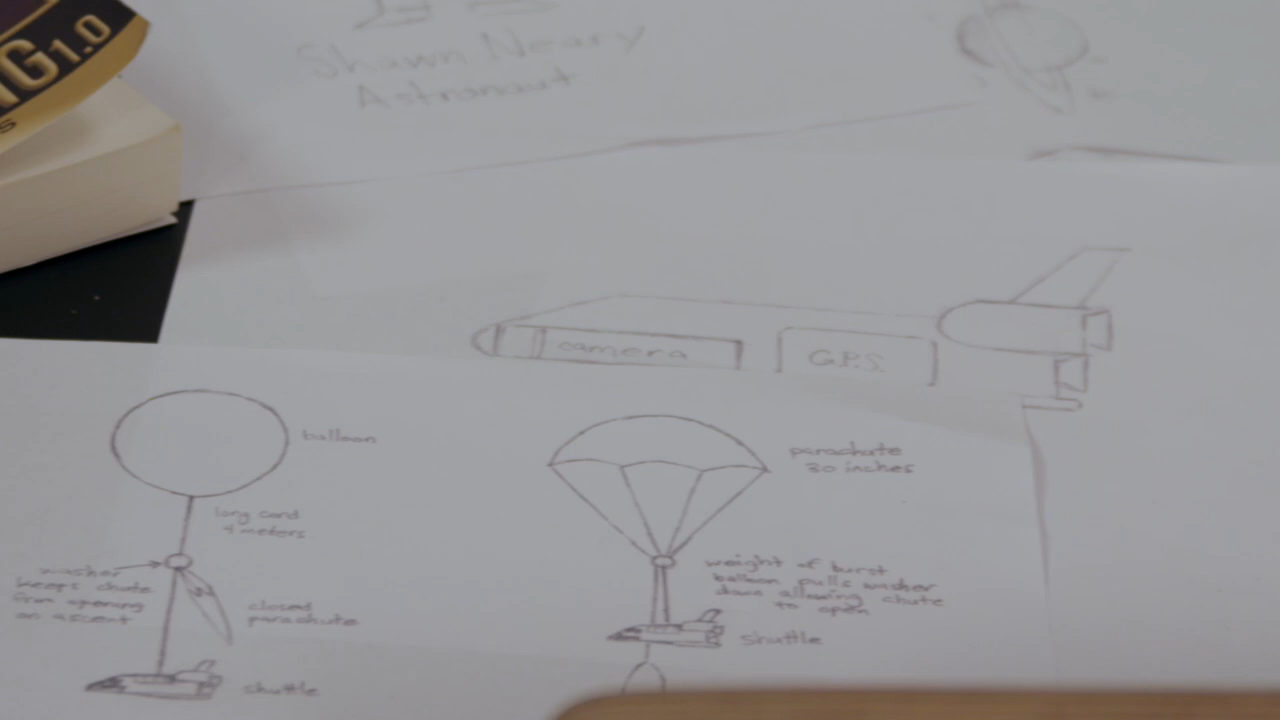 NG1.0
S
Shawn Neary
Astronaut
camera
G.P.S.
balloon
long cord
4 meters
washer
keeps chute
from opening
on ascent
closed
parachute
shuttle
parachute
30 inches
weight of burst
balloon pulls washer
down allowing chute
to open
shuttle